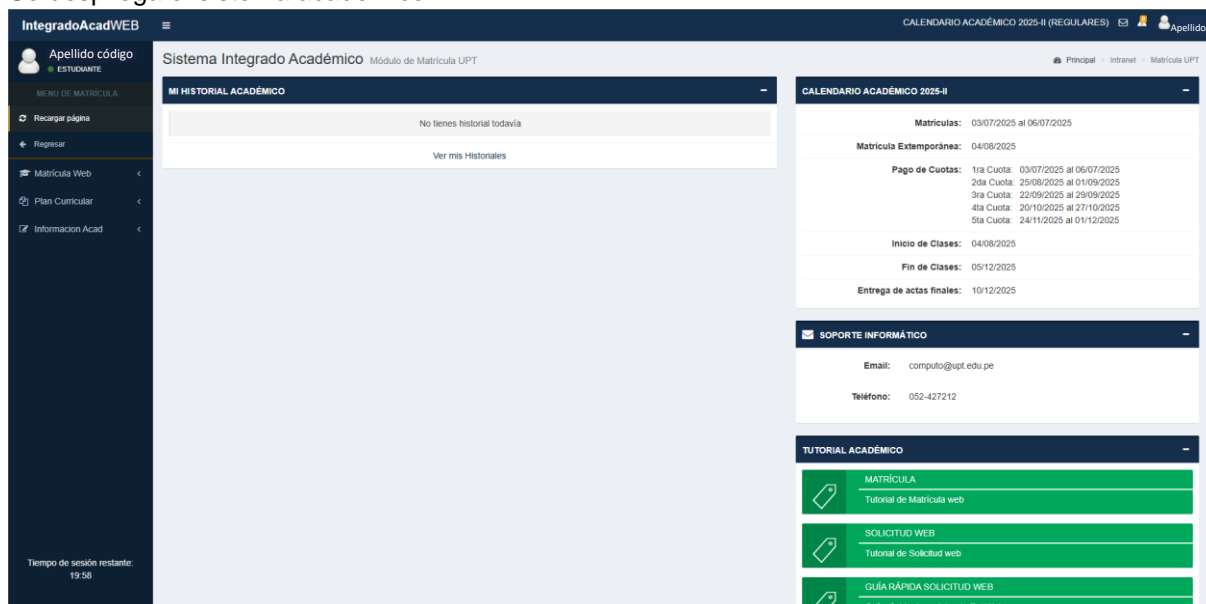 IntegradoAcadWEB
CALENDARIO ACADÉMICO 2025-II (REGULARES)
Apellido
Apellido código
ESTUDIANTE
MENU DE MATRÍCULA
Recargar página
Regresar
Matrícula Web
Plan Curricular
Informacion Acad
Tiempo de sesión restante:
19:58
Sistema Integrado Académico Módulo de Matrícula UPT
Principal > Intranet > Matrícula UPT
MI HISTORIAL ACADÉMICO
No tienes historial todavía
Ver mis Historiales
CALENDARIO ACADÉMICO 2025-II
Matrículas: 03/07/2025 al 06/07/2025
Matrícula Extemporánea: 04/08/2025
Pago de Cuotas: 1ra Cuota: 03/07/2025 al 06/07/2025
2da Cuota: 25/08/2025 al 01/09/2025
3ra Cuota: 22/09/2025 al 29/09/2025
4ta Cuota: 20/10/2025 al 27/10/2025
5ta Cuota: 24/11/2025 al 01/12/2025
Inicio de Clases: 04/08/2025
Fin de Clases: 05/12/2025
Entrega de actas finales: 10/12/2025
SOPORTE INFORMÁTICO
Email: computo@upt.edu.pe
Teléfono: 052-427212
TUTORIAL ACADÉMICO
MATRÍCULA
Tutorial de Matrícula web
SOLICITUD WEB
Tutorial de Solicitud web
GUÍA RÁPIDA SOLICITUD WEB